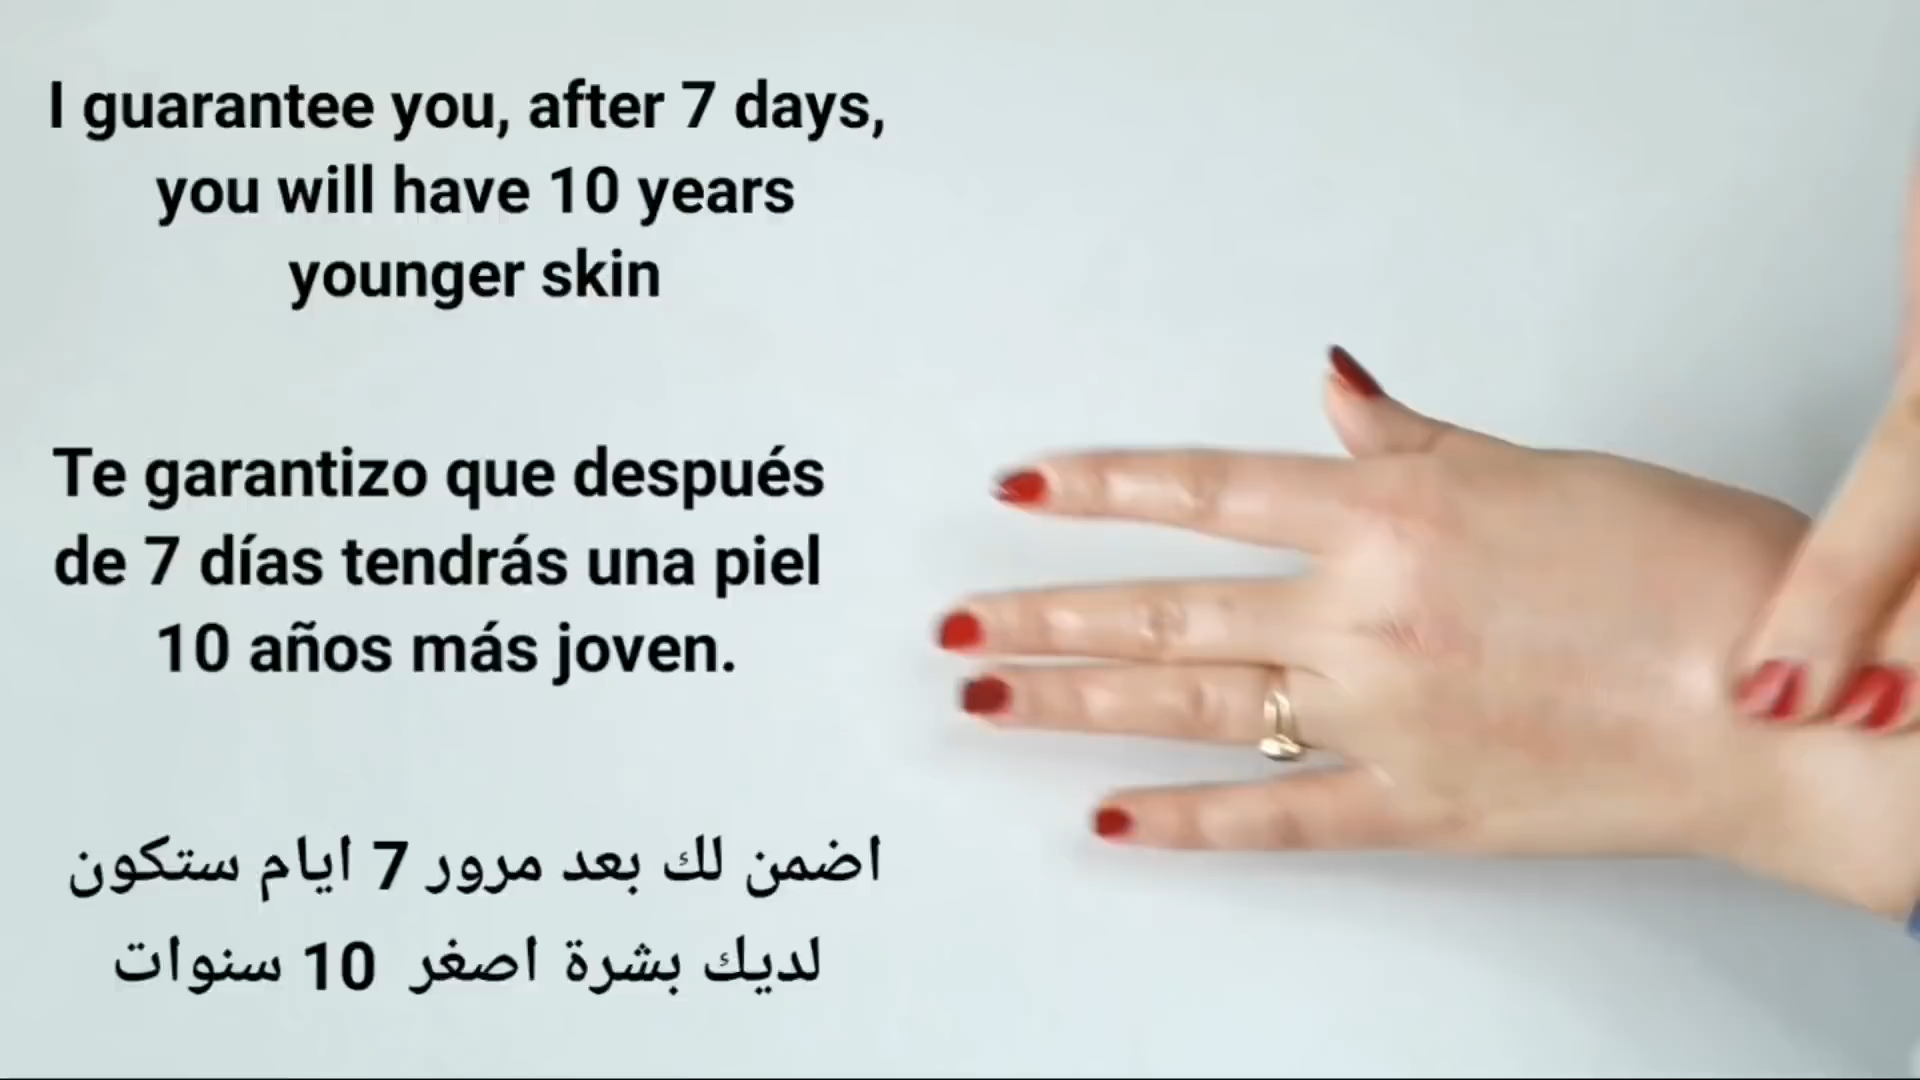 I guarantee you, after 7 days,
you will have 10 years
younger skin
Te garantizo que después
de 7 días tendrás una piel
10 años más joven.
اضمن لك بعد مرور 7 ايام ستكون
لديك بشرة اصغر 10 سنوات